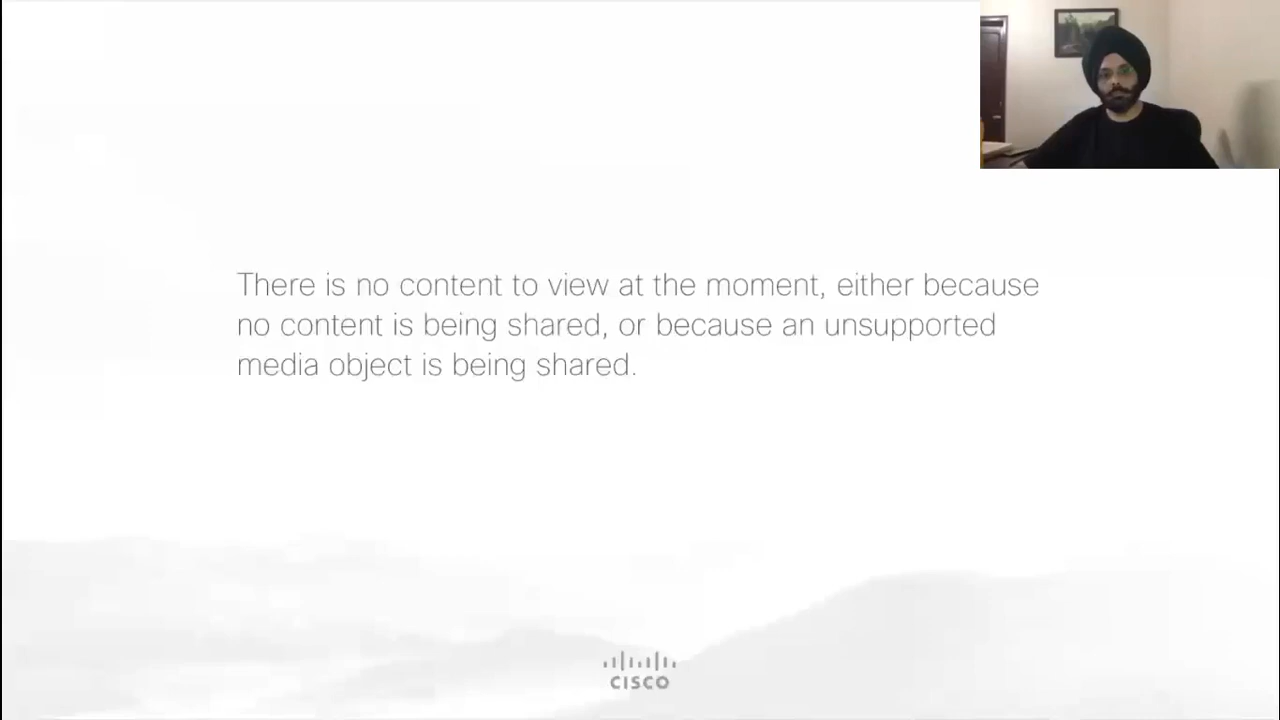 There is no content to view at the moment, either because
no content is being shared, or because an unsupported
media object is being shared.
CISCO